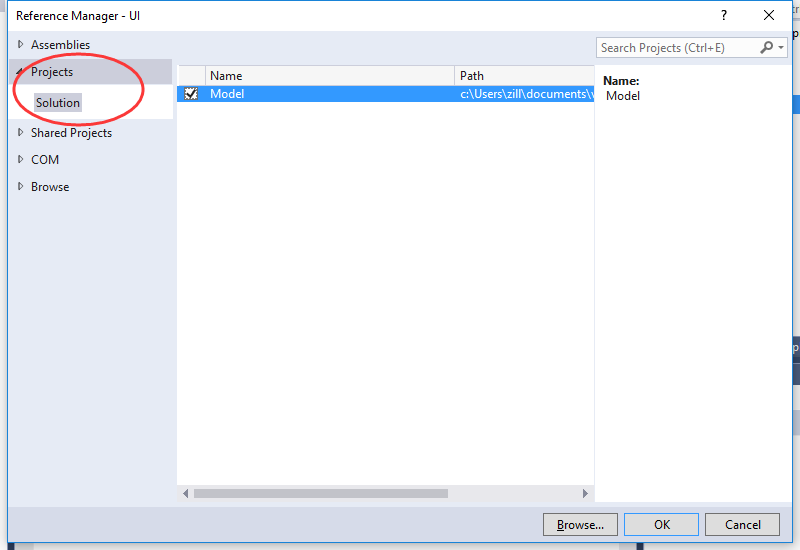 Reference Manager - UI
?
Assemblies
Projects
Solution
Shared Projects
COM
Browse
Name Path
Model c:\Users\zill\documents\v
Search Projects (Ctrl+E)
Name:
Model
Browse... OK Cancel